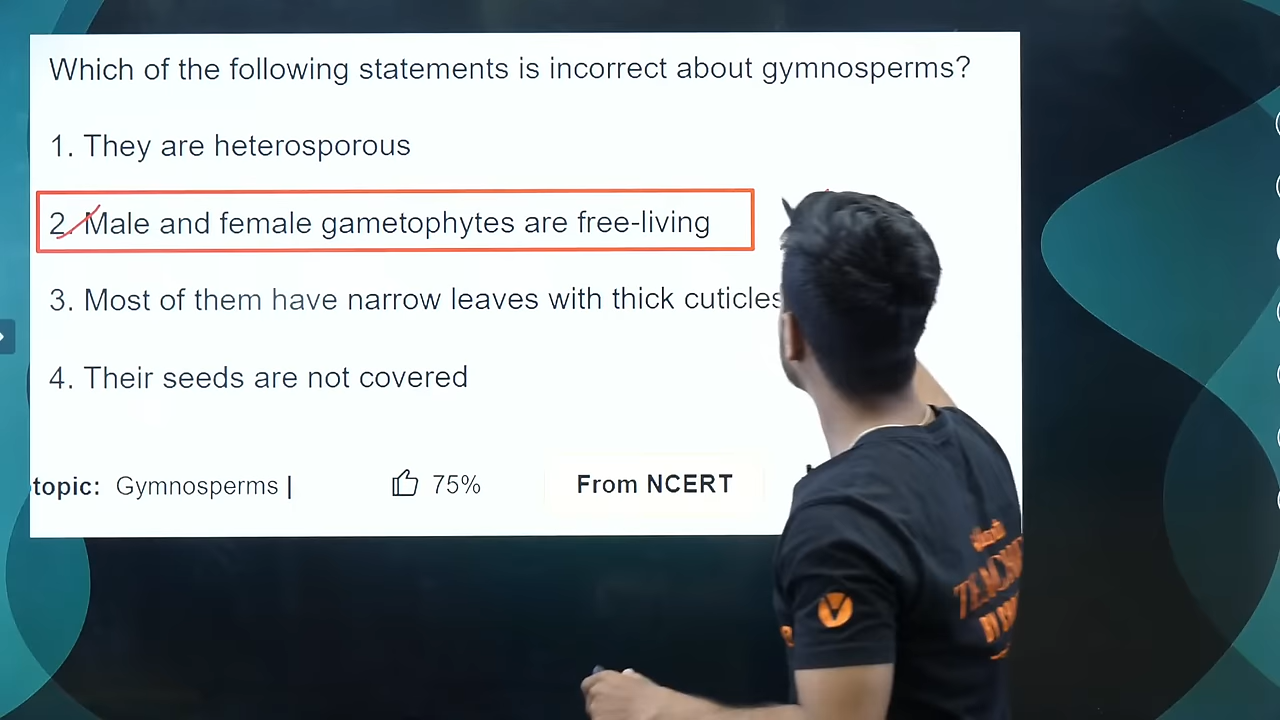 Which of the following statements is incorrect about gymnosperms?
1. They are heterosporous
2. Male and female gametophytes are free-living
3. Most of them have narrow leaves with thick cuticles
4. Their seeds are not covered
topic: Gymnosperms |
75%
From NCERT